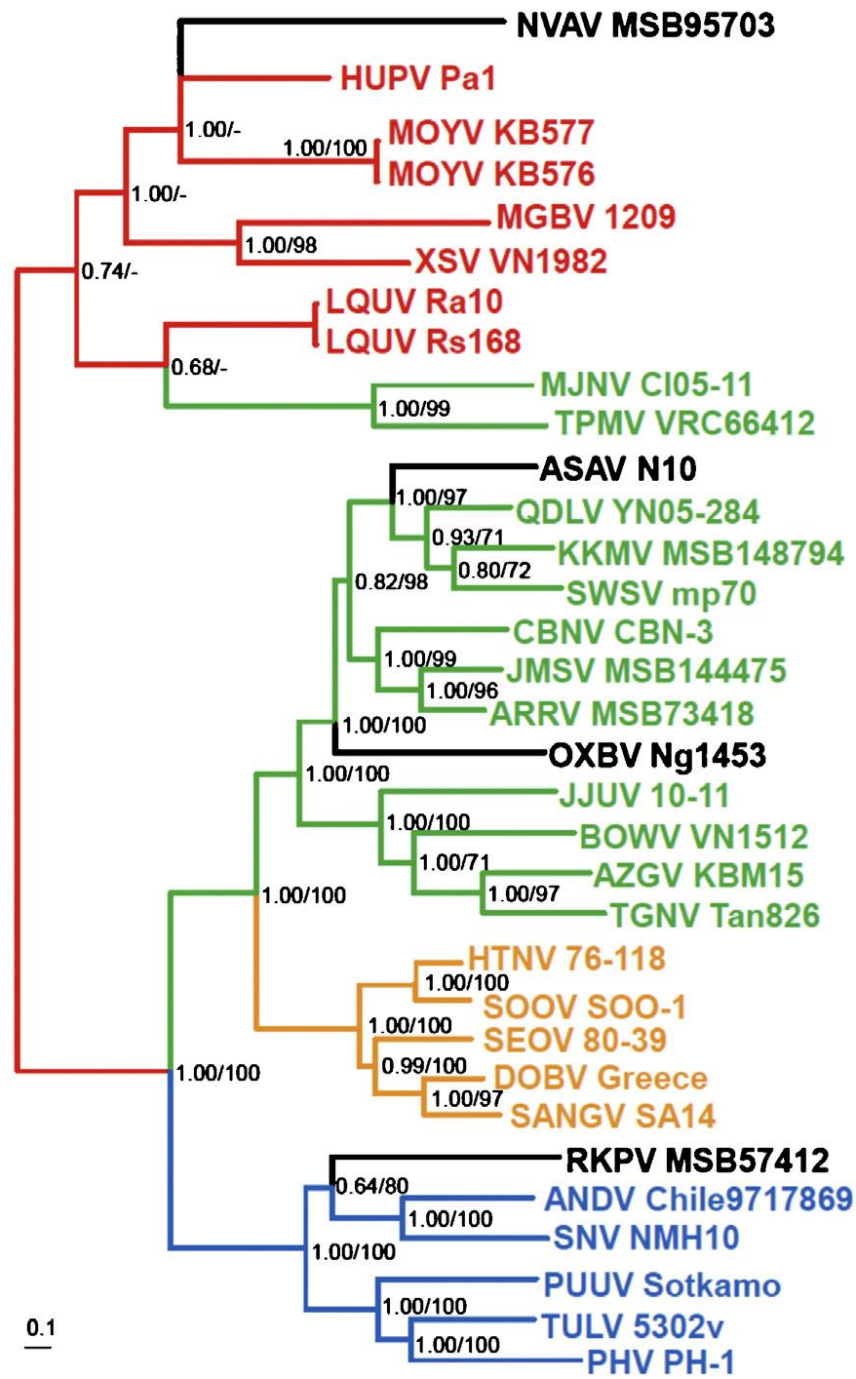 NVAV MSB95703
HUPV Pa1
1.00/-
MOYV KB577
1.00/100
MOYV KB576
1.00/-
MGBV 1209
1.00/98
XSV VN1982
0.74/-
LQUV Ra10
LQUV Rs168
0.68/-
MJNV CI05-11
1.00/99
TPMV VRC66412
ASAV N10
1.00/97
QDLV YN05-284
0.93/71
KKMV MSB148794
0.80/72
0.82/98
SWSV mp70
CBNV CBN-3
1.00/99
JMSV MSB144475
1.00/96
ARRV MSB73418
1.00/100
OXBV Ng1453
1.00/100
JJUV 10-11
1.00/100
BOWV VN1512
1.00/71
AZGV KBM15
1.00/97
1.00/100
TGNV Tan826
HTNV 76-118
1.00/100
SOOV SOO-1
1.00/100
SEOV 80-39
0.99/100
DOBV Greece
1.00/100
1.00/97
SANGV SA14
RKPV MSB57412
0.64/80
ANDV Chile9717869
1.00/100
SNV NMH10
1.00/100
PUUV Sotkamo
1.00/100
TULV 5302v
0.1
1.00/100
PHV PH-1